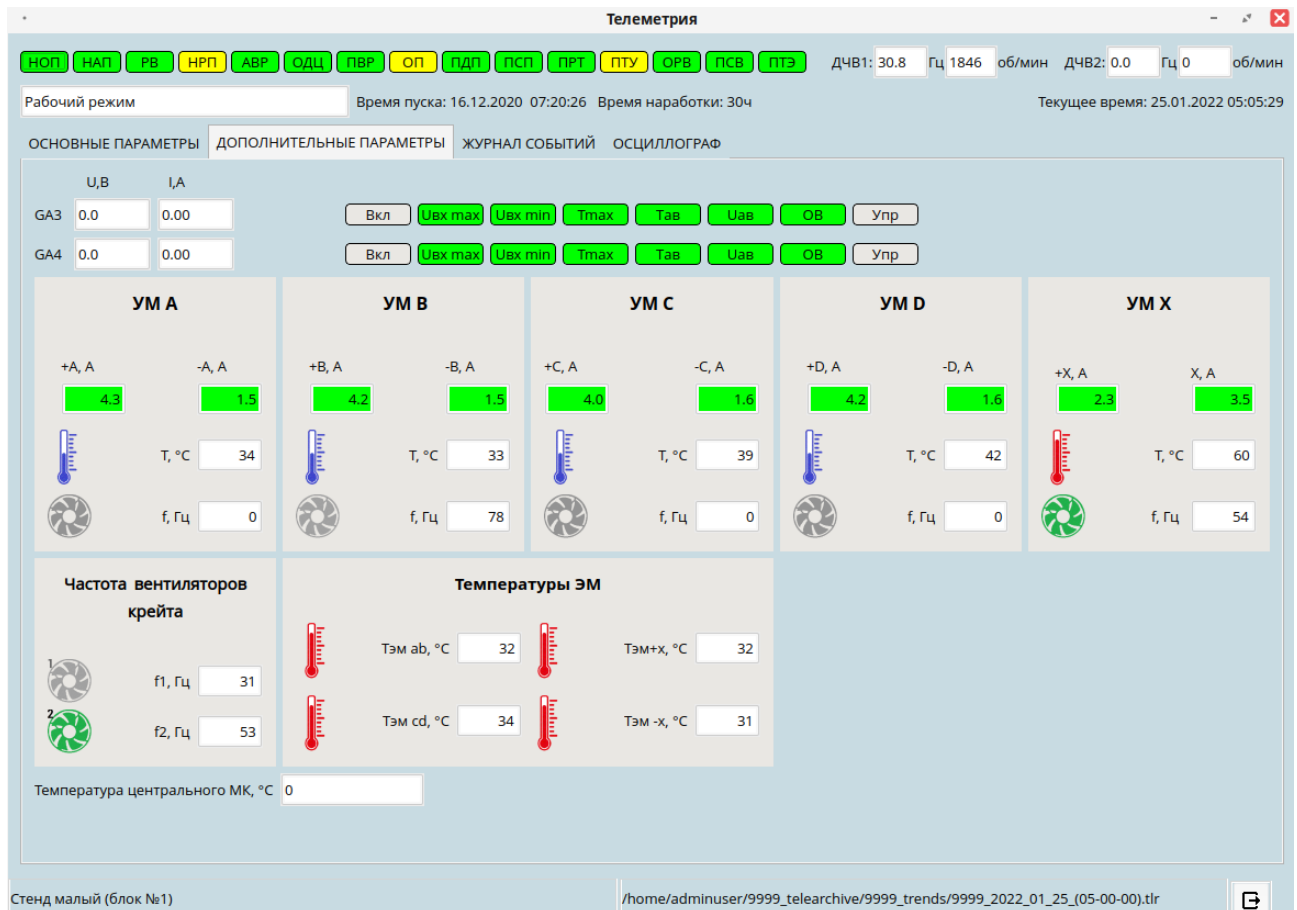 Телеметрия
НОП НАП РВ НРП АВР ОДЦ ПВР ОП ПДП ПСП ПРТ ПТУ ОРВ ПСВ ПТЭ ДЧВ1: 30.8 Гц 1846 об/мин ДЧВ2: 0.0 Гц 0 об/мин
Рабочий режим Время пуска: 16.12.2020 07:20:26 Время наработки: 30ч Текущее время: 25.01.2022 05:05:29
ОСНОВНЫЕ ПАРАМЕТРЫ ДОПОЛНИТЕЛЬНЫЕ ПАРАМЕТРЫ ЖУРНАЛ СОБЫТИЙ ОСЦИЛЛОГРАФ
U,В I,А
GA3 0.0 0.00 Вкл Uвх max Uвх min Tmax Тав Uав ОВ Упр
GA4 0.0 0.00 Вкл Uвх max Uвх min Tmax Тав Uав ОВ Упр
УМ A УМ B УМ C УМ D УМ X
+A, А -A, А +B, А -B, А +C, А -C, А +D, А -D, А +X, А X, А
4.3 1.5 4.2 1.5 4.0 1.6 4.2 1.6 2.3 3.5
T, °C 34 T, °C 33 T, °C 39 T, °C 42 T, °C 60
f, Гц 0 f, Гц 78 f, Гц 0 f, Гц 0 f, Гц 54
Частота вентиляторов
крейта
Температуры ЭМ
Тэм ab, °C 32 Тэм+x, °C 32
1 f1, Гц 31
Тэм cd, °C 34 Тэм -x, °C 31
2 f2, Гц 53
Температура центрального МК, °C 0
Стенд малый (блок №1) /home/adminuser/9999_telearchive/9999_trends/9999_2022_01_25_(05-00-00).tlr